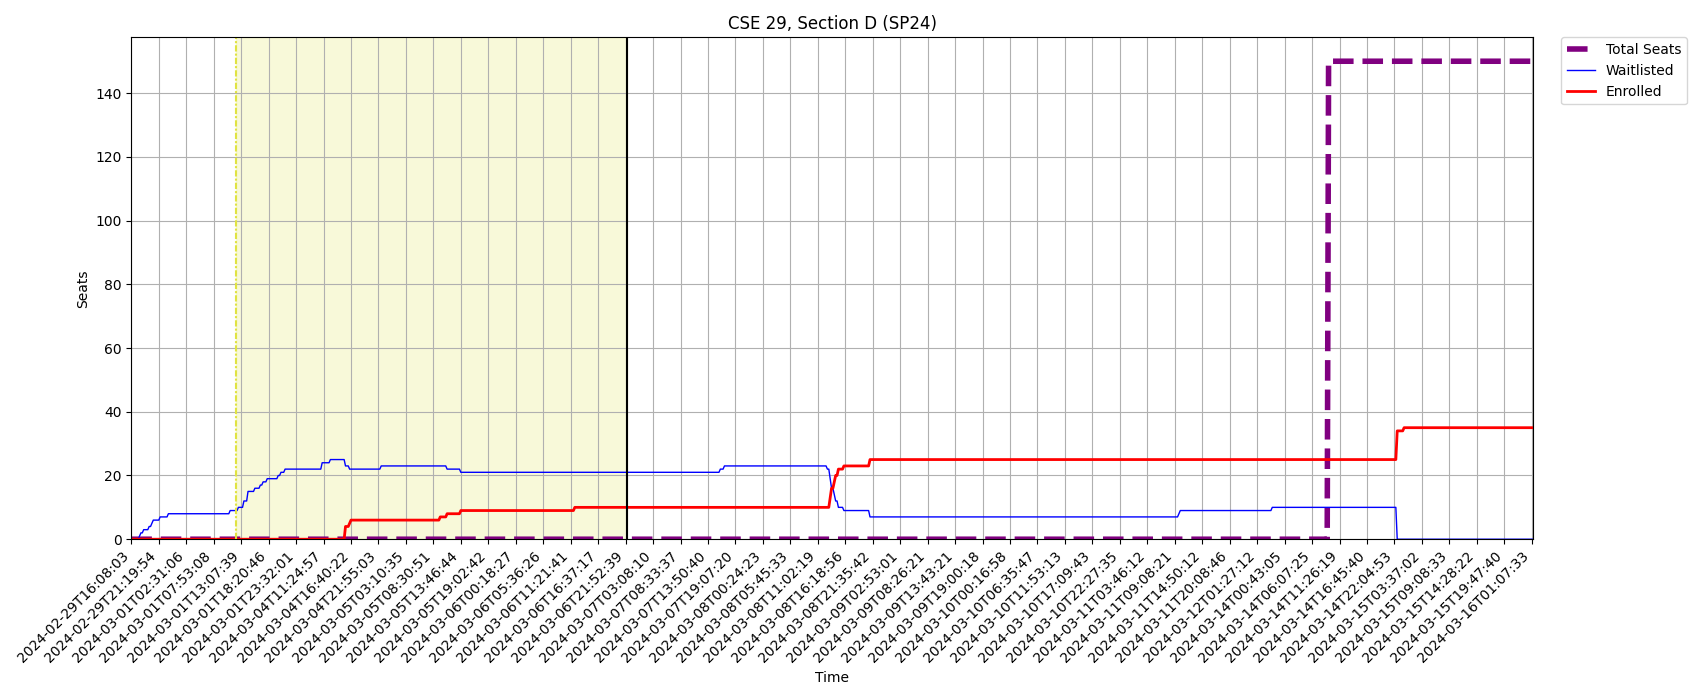 CSE 29, Section D (SP24)
Total Seats
Waitlisted
Enrolled
Seats
140
120
100
80
60
40
20
0
2024-02-29T16:08:03
2024-02-29T21:19:54
2024-03-01T02:31:06
2024-03-01T07:53:08
2024-03-01T13:07:39
2024-03-01T18:20:46
2024-03-01T23:32:01
2024-03-04T11:24:57
2024-03-04T16:40:22
2024-03-04T21:55:03
2024-03-05T03:10:35
2024-03-05T08:30:51
2024-03-05T13:46:44
2024-03-05T19:02:42
2024-03-06T00:18:27
2024-03-06T05:36:26
2024-03-06T11:21:41
2024-03-06T16:37:17
2024-03-06T21:52:39
2024-03-07T03:08:10
2024-03-07T08:33:37
2024-03-07T13:50:40
2024-03-07T19:07:20
2024-03-08T00:24:23
2024-03-08T05:45:33
2024-03-08T11:02:19
2024-03-08T16:18:56
2024-03-08T21:35:42
2024-03-09T02:53:01
2024-03-09T08:26:21
2024-03-09T13:43:21
2024-03-09T19:00:18
2024-03-10T00:16:58
2024-03-10T06:35:47
2024-03-10T11:53:13
2024-03-10T17:09:43
2024-03-10T22:27:35
2024-03-11T03:46:12
2024-03-11T09:08:21
2024-03-11T14:50:12
2024-03-11T20:08:46
2024-03-12T01:27:12
2024-03-14T00:43:05
2024-03-14T06:07:25
2024-03-14T11:26:19
2024-03-14T16:45:40
2024-03-14T22:04:53
2024-03-15T03:37:02
2024-03-15T09:08:33
2024-03-15T14:28:22
2024-03-15T19:47:40
2024-03-16T01:07:33
Time